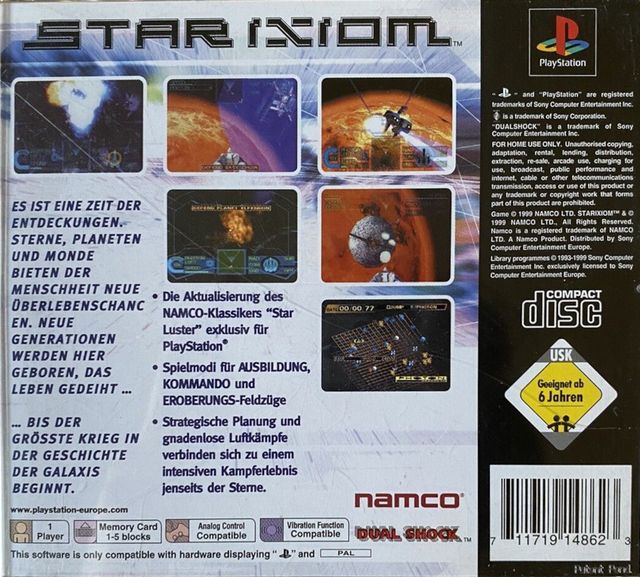 STAR IXIOM™
PlayStation
" " and "PlayStation" are registered
trademarks of Sony Computer Entertainment Inc.
is a trademark of Sony Corporation.
"DUALSHOCK" is a trademark of Sony
Computer Entertainment Inc.
FOR HOME USE ONLY. Unauthorised copying,
adaptation, rental, lending, distribution,
extraction, re-sale, arcade use, charging for
use, broadcast, public performance and
internet, cable or other telecommunications
transmission, access or use of this product or
any trademark or copyright work that forms
part of this product are prohibited.
Game © 1999 NAMCO LTD. STARIXIOM™ & ©
1999 NAMCO LTD., All Rights Reserved.
Namco is a registered trademark of NAMCO
LTD. A Namco Product. Distributed by Sony
Computer Entertainment Europe.
Library programmes © 1993-1999 Sony Computer
Entertainment Inc. exclusively licensed to Sony
Computer Entertainment Europe.
COMPACT
disc
USK
Geeignet ab
6 Jahren
ES IST EINE ZEIT DER
ENTDECKUNGEN.
STERNE, PLANETEN
UND MONDE
BIETEN DER
MENSCHHEIT NEUE
ÜBERLEBENSCHANC
EN. NEUE
GENERATIONEN
WERDEN HIER
GEBOREN, DAS
LEBEN GEDEIHT ...
... BIS DER
GRÖSSTE KRIEG IN
DER GESCHICHTE
DER GALAXIS
BEGINNT.
DEFEND PLANET
00/00 77
• Die Aktualisierung des
NAMCO-Klassikers "Star
Luster" exklusiv für
PlayStation®
• Spielmodi für AUSBILDUNG,
KOMMANDO und
EROBERUNGS-Feldzüge
• Strategische Planung und
gnadenlose Luftkämpfe
verbinden sich zu einem
intensiven Kampferlebnis
jenseits der Sterne.
www.playstation-europe.com
namco®
1
Player
Memory Card
1-5 blocks
Analog Control
Compatible
Vibration Function
Compatible
DUAL SHOCK™
This software is only compatible with hardware displaying " " and PAL
7 11719 14862 3
Patent Pend.